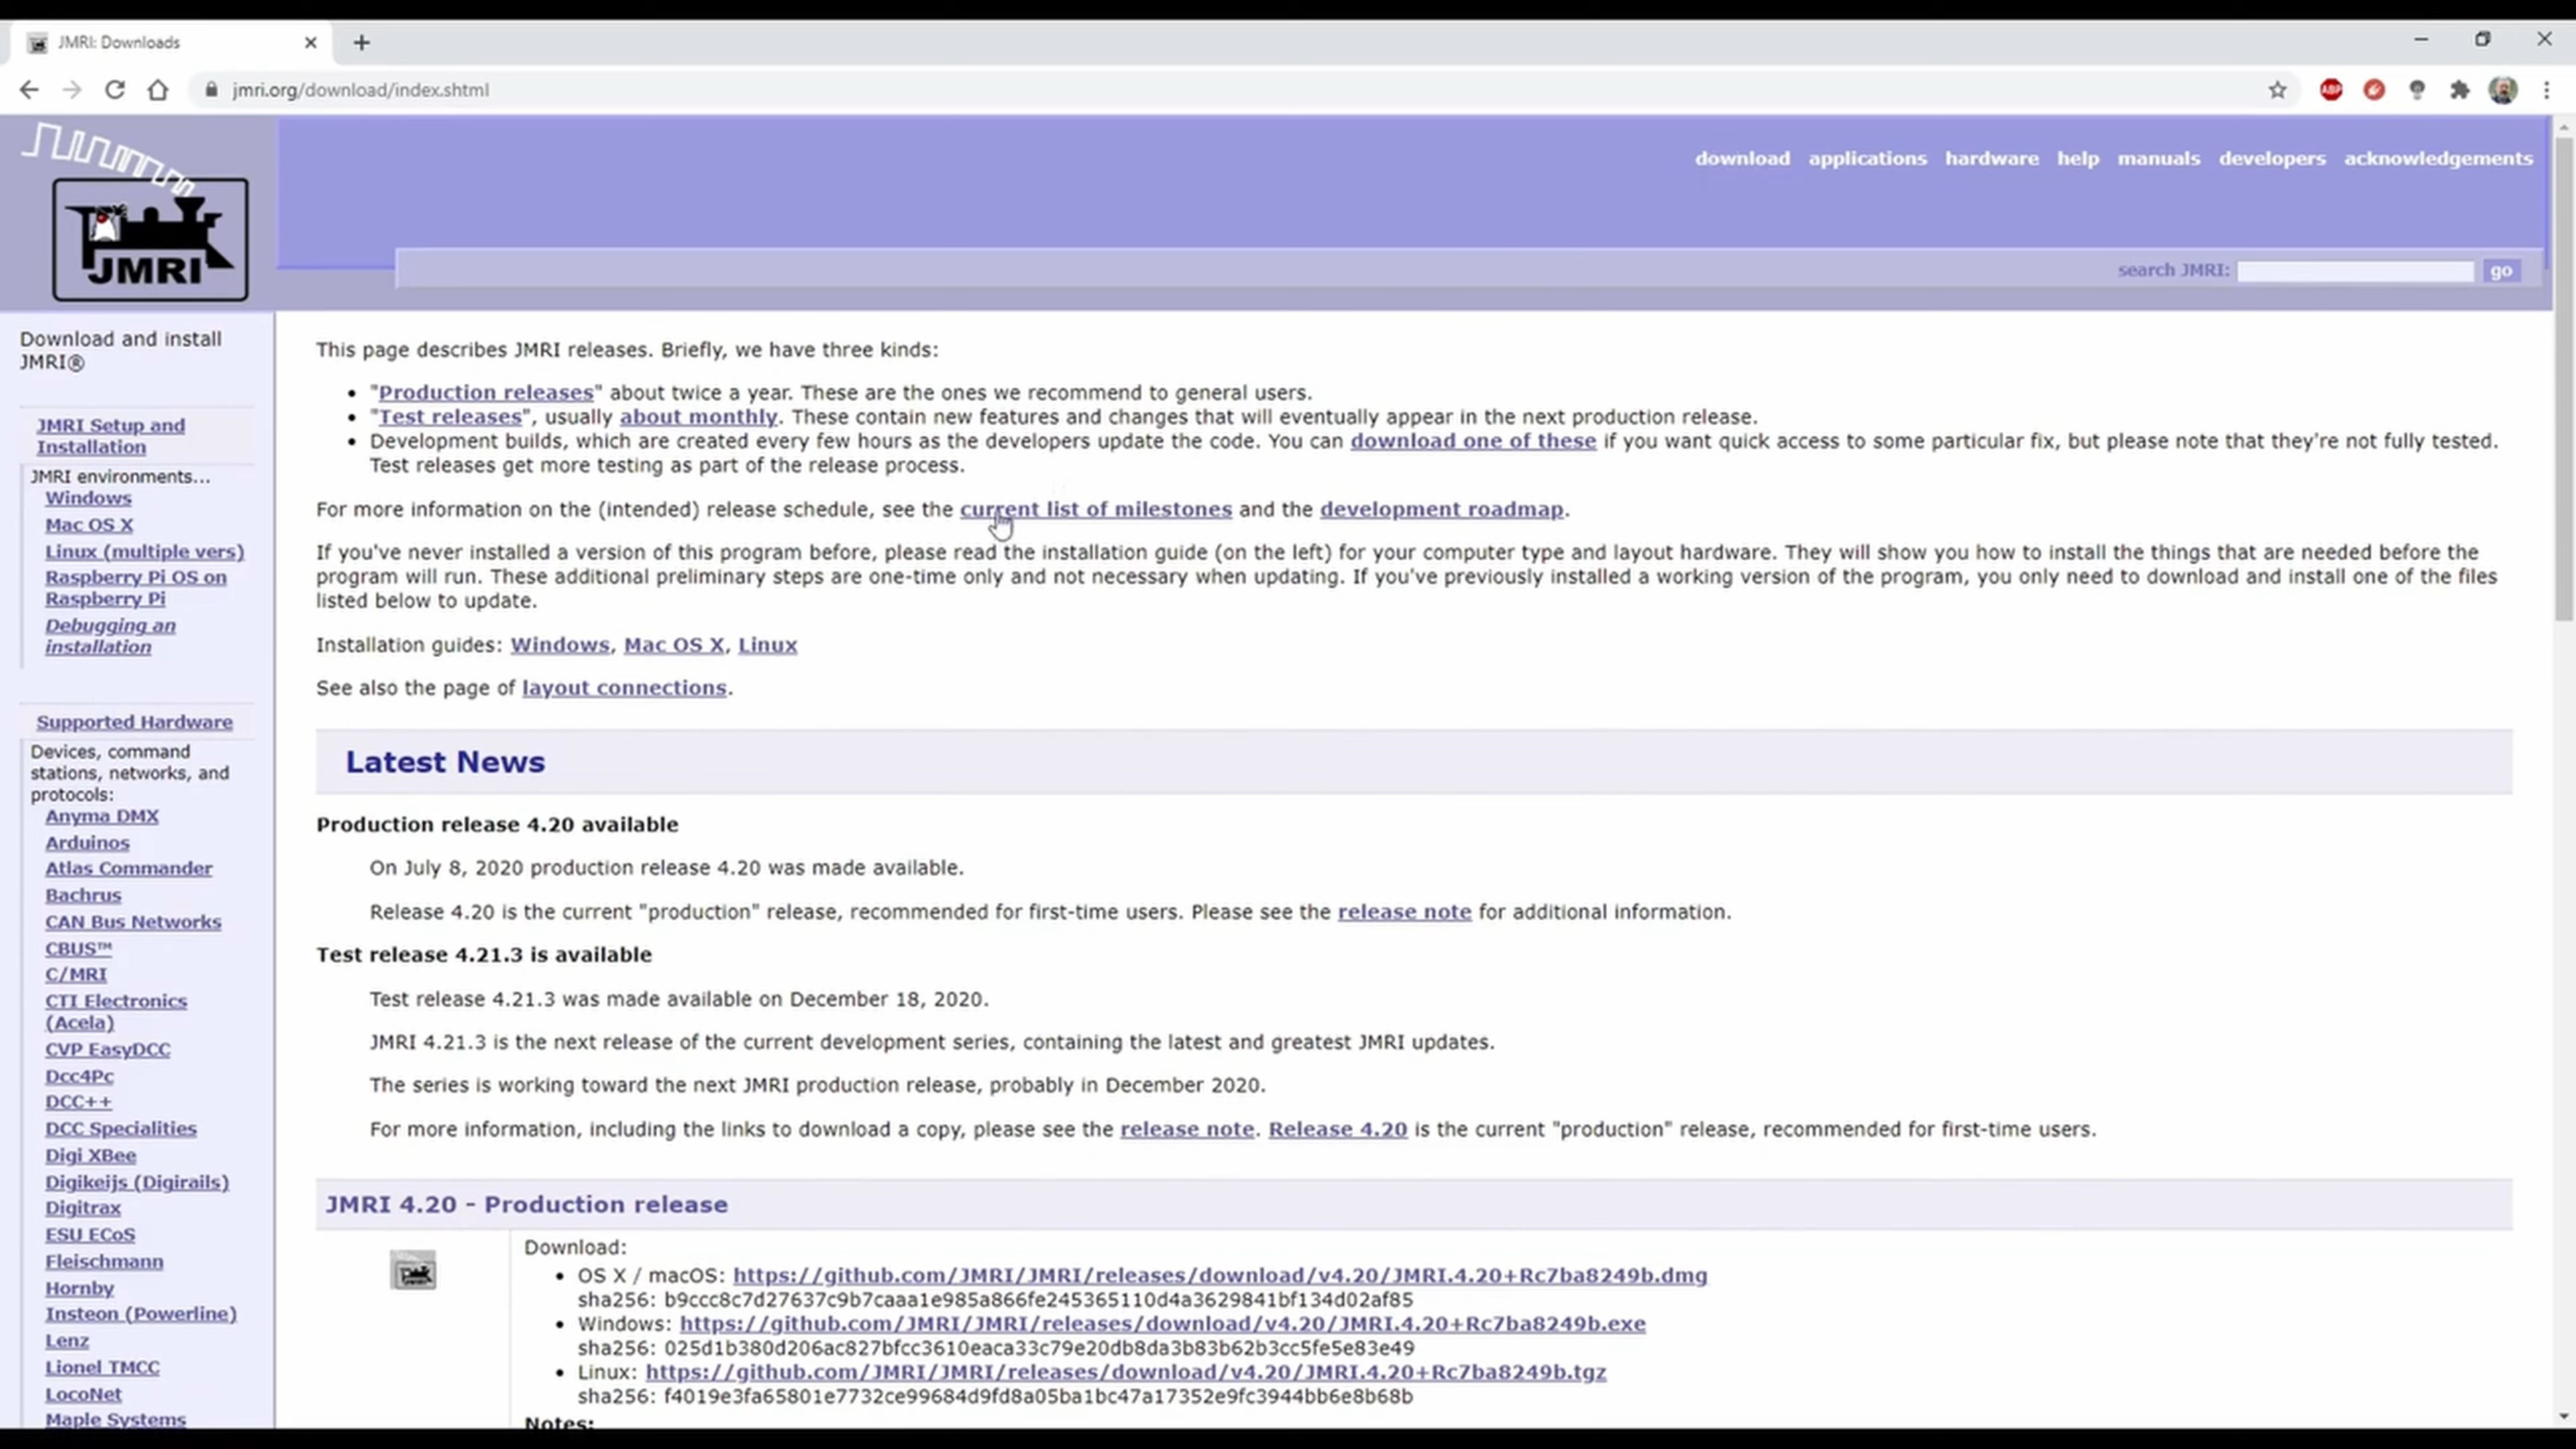 JMRI: Downloads
jmri.org/download/index.shtml
ABP
download applications hardware help manuals developers acknowledgements
JMRI
search JMRI: go
Download and install
JMRI®
JMRI Setup and
Installation
JMRI environments...
Windows
Mac OS X
Linux (multiple vers)
Raspberry Pi OS on
Raspberry Pi
Debugging an
installation
Supported Hardware
Devices, command
stations, networks, and
protocols:
Anyma DMX
Arduinos
Atlas Commander
Bachrus
CAN Bus Networks
CBUS™
C/MRI
CTI Electronics
(Acela)
CVP EasyDCC
Dcc4Pc
DCC++
DCC Specialities
Digi XBee
Digikeijs (Digirails)
Digitrax
ESU ECoS
Fleischmann
Hornby
Insteon (Powerline)
Lenz
Lionel TMCC
LocoNet
Maple Systems
This page describes JMRI releases. Briefly, we have three kinds:
• "Production releases" about twice a year. These are the ones we recommend to general users.
• "Test releases", usually about monthly. These contain new features and changes that will eventually appear in the next production release.
• Development builds, which are created every few hours as the developers update the code. You can download one of these if you want quick access to some particular fix, but please note that they're not fully tested.
Test releases get more testing as part of the release process.
For more information on the (intended) release schedule, see the current list of milestones and the development roadmap.
If you've never installed a version of this program before, please read the installation guide (on the left) for your computer type and layout hardware. They will show you how to install the things that are needed before the
program will run. These additional preliminary steps are one-time only and not necessary when updating. If you've previously installed a working version of the program, you only need to download and install one of the files
listed below to update.
Installation guides: Windows, Mac OS X, Linux
See also the page of layout connections.
Latest News
Production release 4.20 available
On July 8, 2020 production release 4.20 was made available.
Release 4.20 is the current "production" release, recommended for first-time users. Please see the release note for additional information.
Test release 4.21.3 is available
Test release 4.21.3 was made available on December 18, 2020.
JMRI 4.21.3 is the next release of the current development series, containing the latest and greatest JMRI updates.
The series is working toward the next JMRI production release, probably in December 2020.
For more information, including the links to download a copy, please see the release note. Release 4.20 is the current "production" release, recommended for first-time users.
JMRI 4.20 - Production release
Download:
• OS X / macOS: https://github.com/JMRI/JMRI/releases/download/v4.20/JMRI.4.20+Rc7ba8249b.dmg
sha256: b9ccc8c7d27637c9b7caaa1e985a866fe245365110d4a3629841bf134d02af85
• Windows: https://github.com/JMRI/JMRI/releases/download/v4.20/JMRI.4.20+Rc7ba8249b.exe
sha256: 025d1b380d206ac827bfcc3610eaca33c79e20db8da3b83b62b3cc5fe5e83e49
• Linux: https://github.com/JMRI/JMRI/releases/download/v4.20/JMRI.4.20+Rc7ba8249b.tgz
sha256: f4019e3fa65801e7732ce99684d9fd8a05ba1bc47a17352e9fc3944bb6e8b68b
Notes: